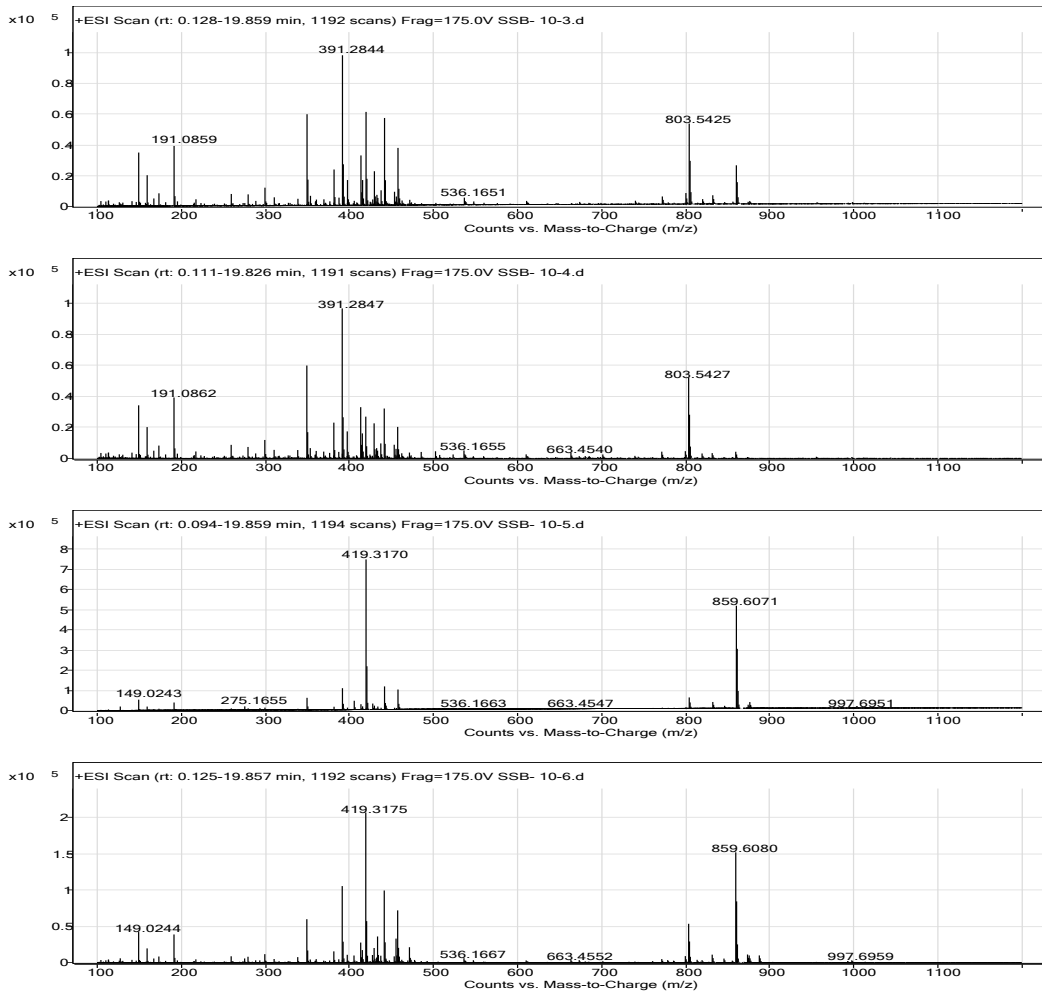 x10 5 +ESI Scan (rt: 0.128-19.859 min, 1192 scans) Frag=175.0V SSB- 10-3.d
1
391.2844
0.8
0.6
803.5425
0.4
191.0859
0.2
536.1651
0
100 200 300 400 500 600 700 800 900 1000 1100
Counts vs. Mass-to-Charge (m/z)
x10 5 +ESI Scan (rt: 0.111-19.826 min, 1191 scans) Frag=175.0V SSB- 10-4.d
1
391.2847
0.8
0.6
803.5427
0.4
191.0862
0.2
536.1655 663.4540
0
100 200 300 400 500 600 700 800 900 1000 1100
Counts vs. Mass-to-Charge (m/z)
x10 5 +ESI Scan (rt: 0.094-19.859 min, 1194 scans) Frag=175.0V SSB- 10-5.d
8
419.3170
7
6
859.6071
5
4
3
2
1
149.0243 275.1655 536.1663 663.4547 997.6951
0
100 200 300 400 500 600 700 800 900 1000 1100
Counts vs. Mass-to-Charge (m/z)
x10 5 +ESI Scan (rt: 0.125-19.857 min, 1192 scans) Frag=175.0V SSB- 10-6.d
419.3175
2
859.6080
1.5
1
0.5
149.0244 536.1667 663.4552 997.6959
0
100 200 300 400 500 600 700 800 900 1000 1100
Counts vs. Mass-to-Charge (m/z)